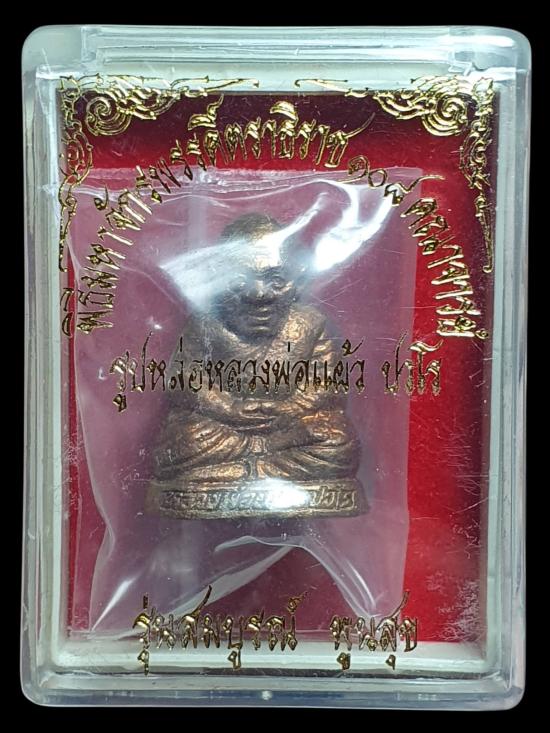 พิธีมหาจักรพรรดิ์ตราธิราช ๑๐๘ คณาจารย์
รูปหล่อหลวงพ่อแผ้ว ปวโร
รุ่นสมบูรณ์ พูนสุข